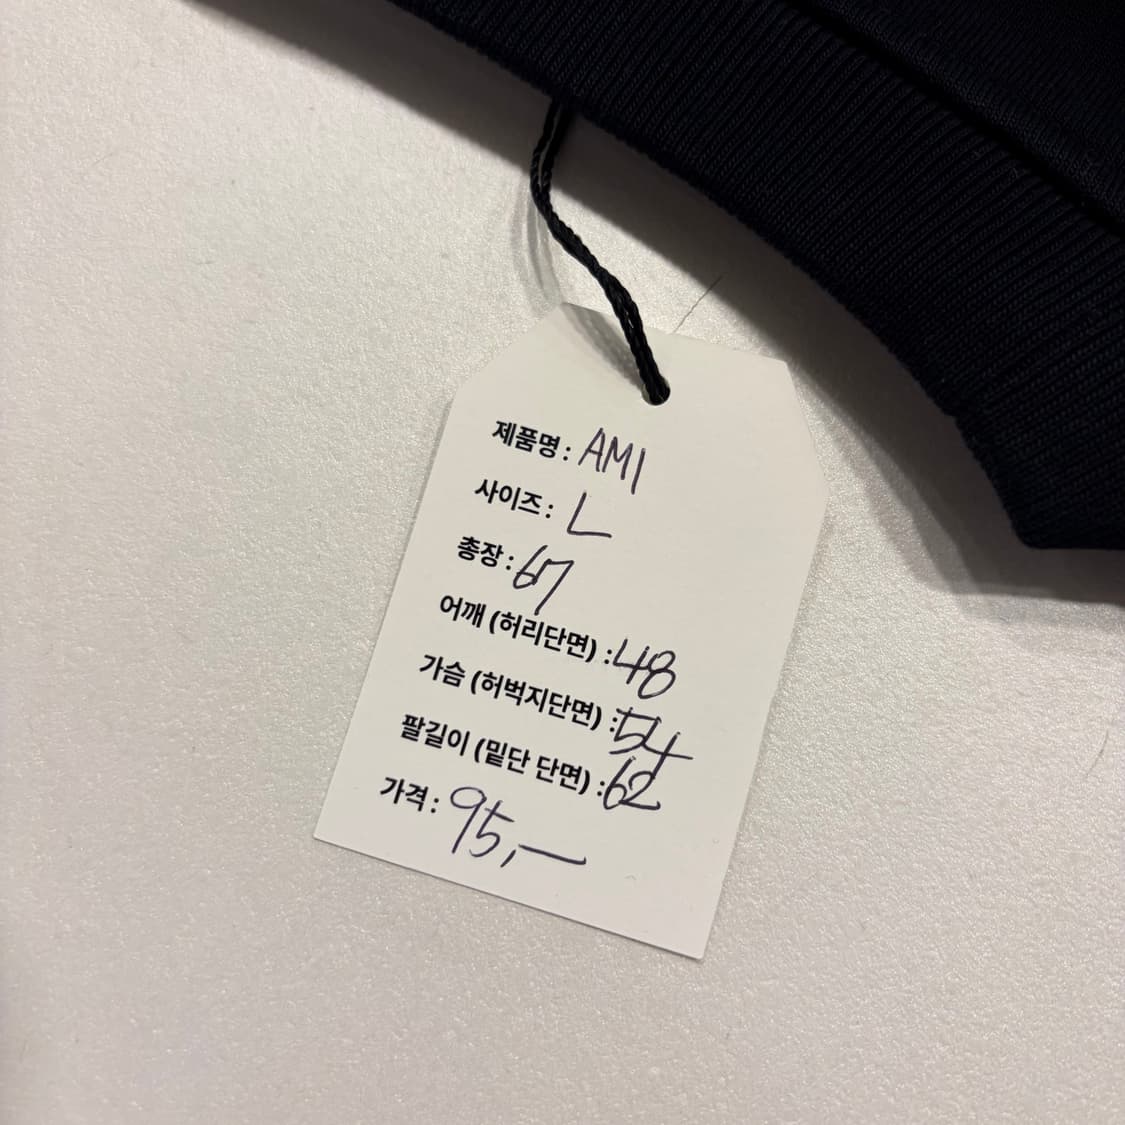 제품명 : AMI
사이즈 : L
총장 : 67
어깨 (허리단면) : 48
가슴 (허벅지단면) : 54
팔길이 (밑단 단면) : 62
가격 : 95,—